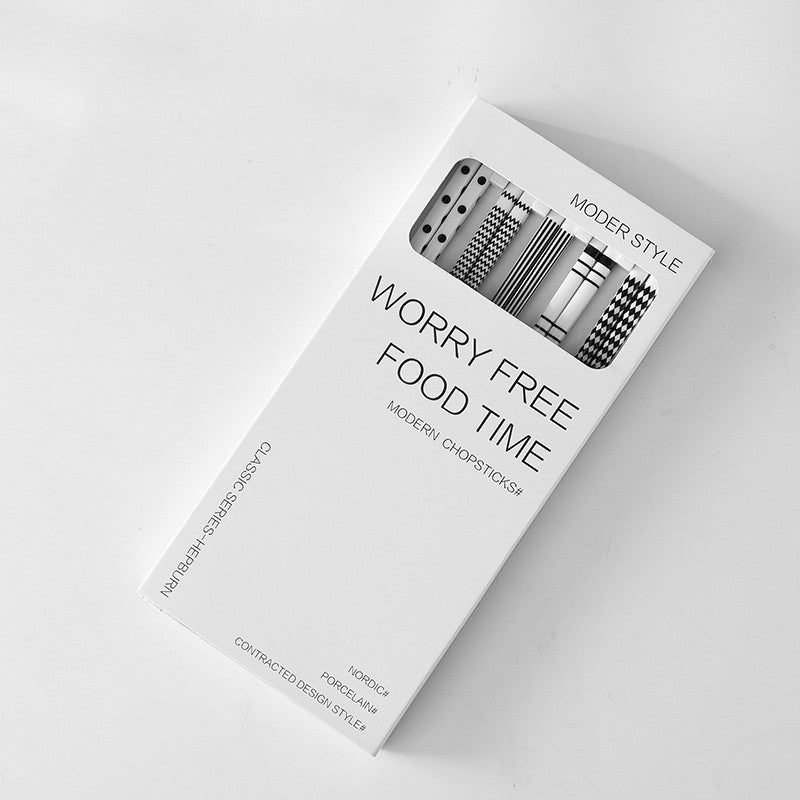 MODER STYLE
WORRY FREE
FOOD TIME
MODERN CHOPSTICKS#
CLASSIC SERIES-HEPBURN
NORDIC#
PORCELAIN#
CONTRACTED DESIGN STYLE#